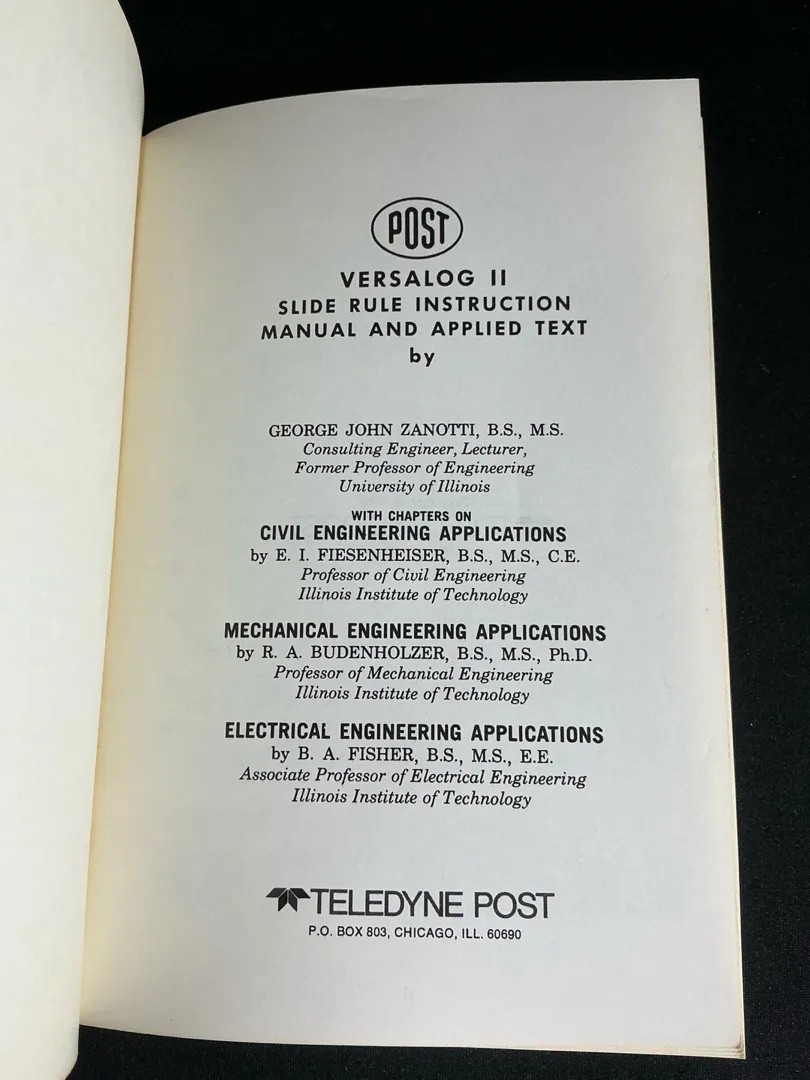 POST
VERSALOG II
SLIDE RULE INSTRUCTION
MANUAL AND APPLIED TEXT
by
GEORGE JOHN ZANOTTI, B.S., M.S.
Consulting Engineer, Lecturer,
Former Professor of Engineering
University of Illinois
WITH CHAPTERS ON
CIVIL ENGINEERING APPLICATIONS
by E. I. FIESENHEISER, B.S., M.S., C.E.
Professor of Civil Engineering
Illinois Institute of Technology
MECHANICAL ENGINEERING APPLICATIONS
by R. A. BUDENHOLZER, B.S., M.S., Ph.D.
Professor of Mechanical Engineering
Illinois Institute of Technology
ELECTRICAL ENGINEERING APPLICATIONS
by B. A. FISHER, B.S., M.S., E.E.
Associate Professor of Electrical Engineering
Illinois Institute of Technology
TELEDYNE POST
P.O. BOX 803, CHICAGO, ILL. 60690